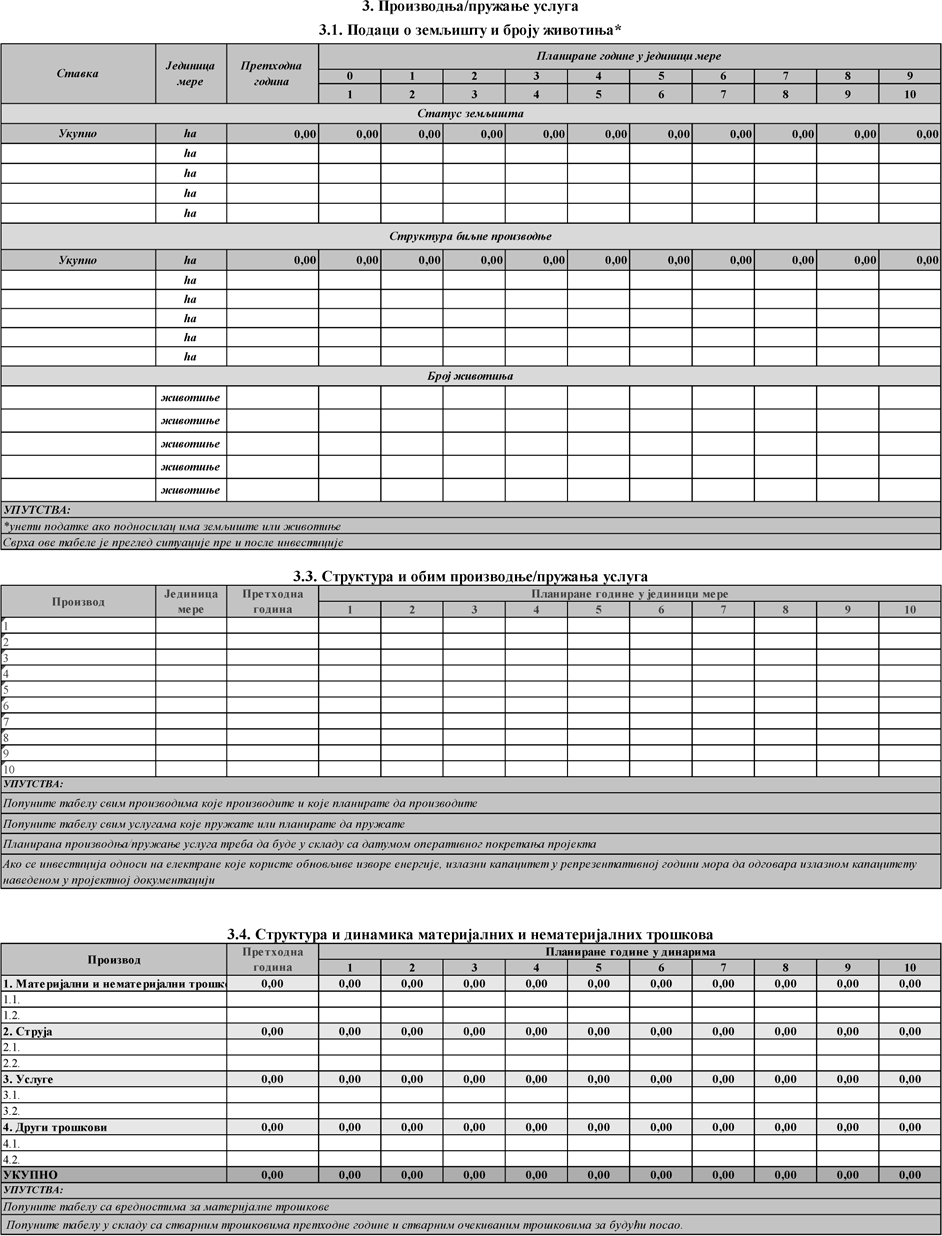 3. Производња/пружање услуга
3.1. Подаци о земљишту и броју животиња*
Ставка Јединица мере Претходна година Планиране године у јединици мере
0 1 2 3 4 5 6 7 8 9
1 2 3 4 5 6 7 8 9 10
Статус земљишта
Укупно ha 0,00 0,00 0,00 0,00 0,00 0,00 0,00 0,00 0,00 0,00 0,00
ha
ha
ha
ha
Структура биљне производње
Укупно ha 0,00 0,00 0,00 0,00 0,00 0,00 0,00 0,00 0,00 0,00 0,00
ha
ha
ha
ha
ha
Број животиња
животиње
животиње
животиње
животиње
животиње
УПУТСТВА:
*унети податке ако подносилац има земљиште или животиње
Сврха ове табеле је преглед ситуације пре и после инвестиције
3.3. Структура и обим производње/пружања услуга
Производ Јединица мере Претходна година Планиране године у јединици мере
1 2 3 4 5 6 7 8 9 10
1
2
3
4
5
6
7
8
9
10
УПУТСТВА:
Попуните табелу свим производима које производите и које планирате да производите
Попуните табелу свим услугама које пружате или планирате да пружате
Планирана производња/пружање услуга треба да буде у складу са датумом оперативног покретања пројекта
Ако се инвестиција односи на електране које користе обновљиве изворе енергије, излазни капацитет у репрезентативној години мора да одговара излазном капацитету
наведеном у пројектној документацији
3.4. Структура и динамика материјалних и нематеријалних трошкова
Производ Претходна година Планиране године у динарима
1 2 3 4 5 6 7 8 9 10
1. Материјални и нематеријални трошко 0,00 0,00 0,00 0,00 0,00 0,00 0,00 0,00 0,00 0,00 0,00
1.1.
1.2.
2. Струја 0,00 0,00 0,00 0,00 0,00 0,00 0,00 0,00 0,00 0,00 0,00
2.1.
2.2.
3. Услуге 0,00 0,00 0,00 0,00 0,00 0,00 0,00 0,00 0,00 0,00 0,00
3.1.
3.2.
4. Други трошкови 0,00 0,00 0,00 0,00 0,00 0,00 0,00 0,00 0,00 0,00 0,00
4.1.
4.2.
УКУПНО 0,00 0,00 0,00 0,00 0,00 0,00 0,00 0,00 0,00 0,00 0,00
УПУТСТВА:
Попуните табелу са вредностима за материјалне трошкове
Попуните табелу у складу са стварним трошковима претходне године и стварним очекиваним трошковима за будући посао.